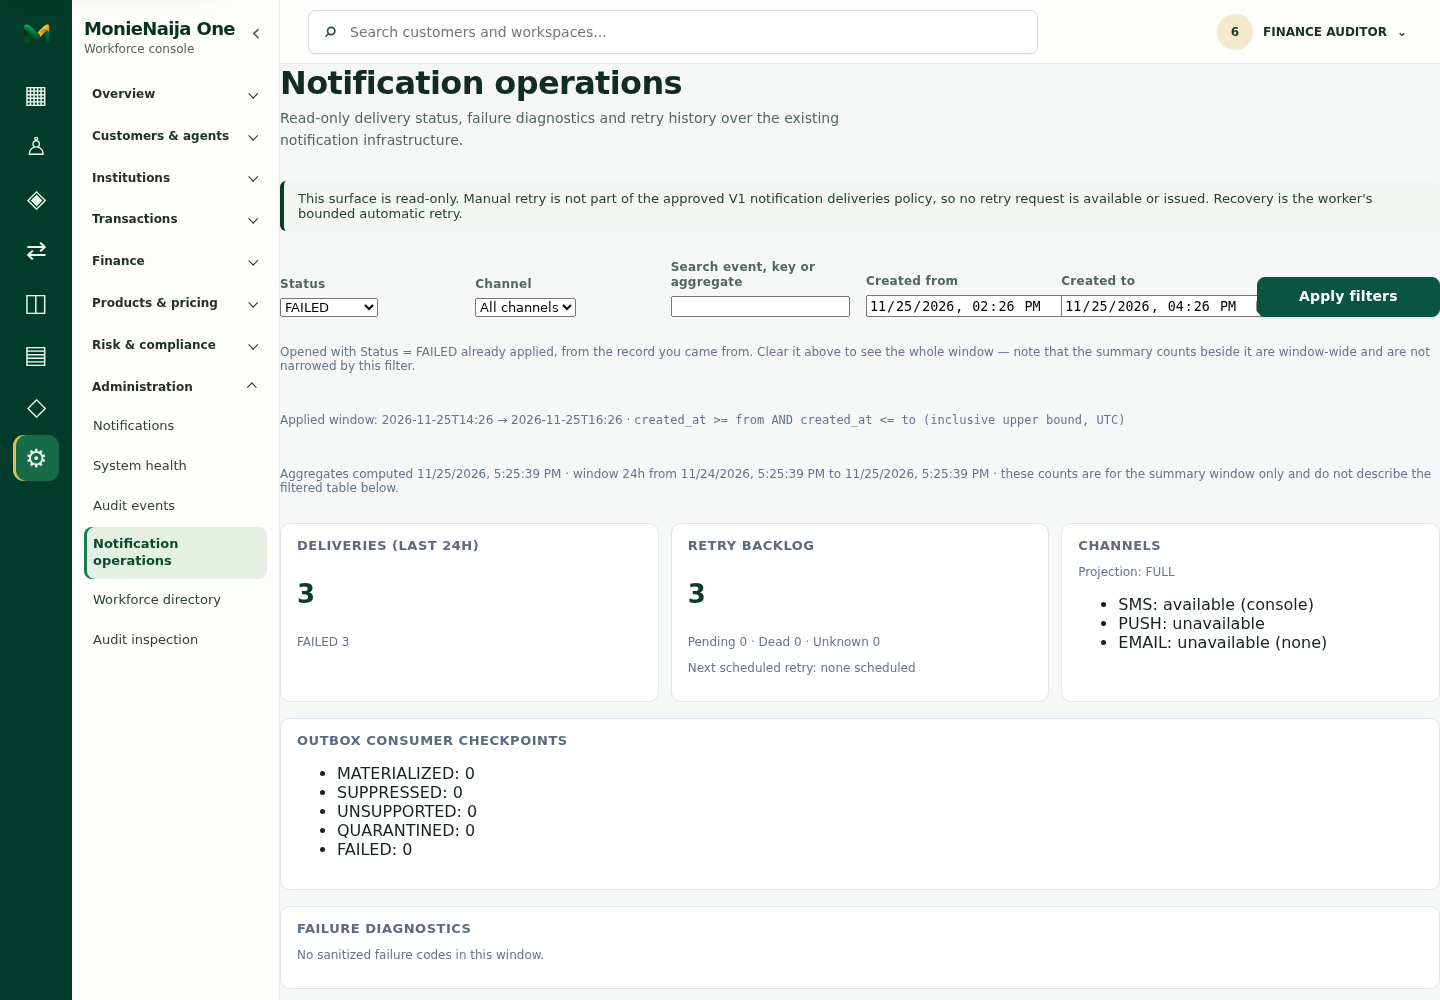 MonieNaija One
Workforce console
Search customers and workspaces...
6
FINANCE AUDITOR
Overview
Customers & agents
Institutions
Transactions
Finance
Products & pricing
Risk & compliance
Administration
Notifications
System health
Audit events
Notification
operations
Workforce directory
Audit inspection
Notification operations
Read-only delivery status, failure diagnostics and retry history over the existing
notification infrastructure.
This surface is read-only. Manual retry is not part of the approved V1 notification deliveries policy, so no retry request is available or issued. Recovery is the worker's
bounded automatic retry.
Status
FAILED
Channel
All channels
Search event, key or
aggregate
Created from
11/25/2026, 02:26 PM
Created to
11/25/2026, 04:26 PM
Apply filters
Opened with Status = FAILED already applied, from the record you came from. Clear it above to see the whole window — note that the summary counts beside it are window-wide and are not
narrowed by this filter.
Applied window: 2026-11-25T14:26 → 2026-11-25T16:26 · created_at >= from AND created_at <= to (inclusive upper bound, UTC)
Aggregates computed 11/25/2026, 5:25:39 PM · window 24h from 11/24/2026, 5:25:39 PM to 11/25/2026, 5:25:39 PM · these counts are for the summary window only and do not describe the
filtered table below.
DELIVERIES (LAST 24H)
3
FAILED 3
RETRY BACKLOG
3
Pending 0 · Dead 0 · Unknown 0
Next scheduled retry: none scheduled
CHANNELS
Projection: FULL
• SMS: available (console)
• PUSH: unavailable
• EMAIL: unavailable (none)
OUTBOX CONSUMER CHECKPOINTS
• MATERIALIZED: 0
• SUPPRESSED: 0
• UNSUPPORTED: 0
• QUARANTINED: 0
• FAILED: 0
FAILURE DIAGNOSTICS
No sanitized failure codes in this window.